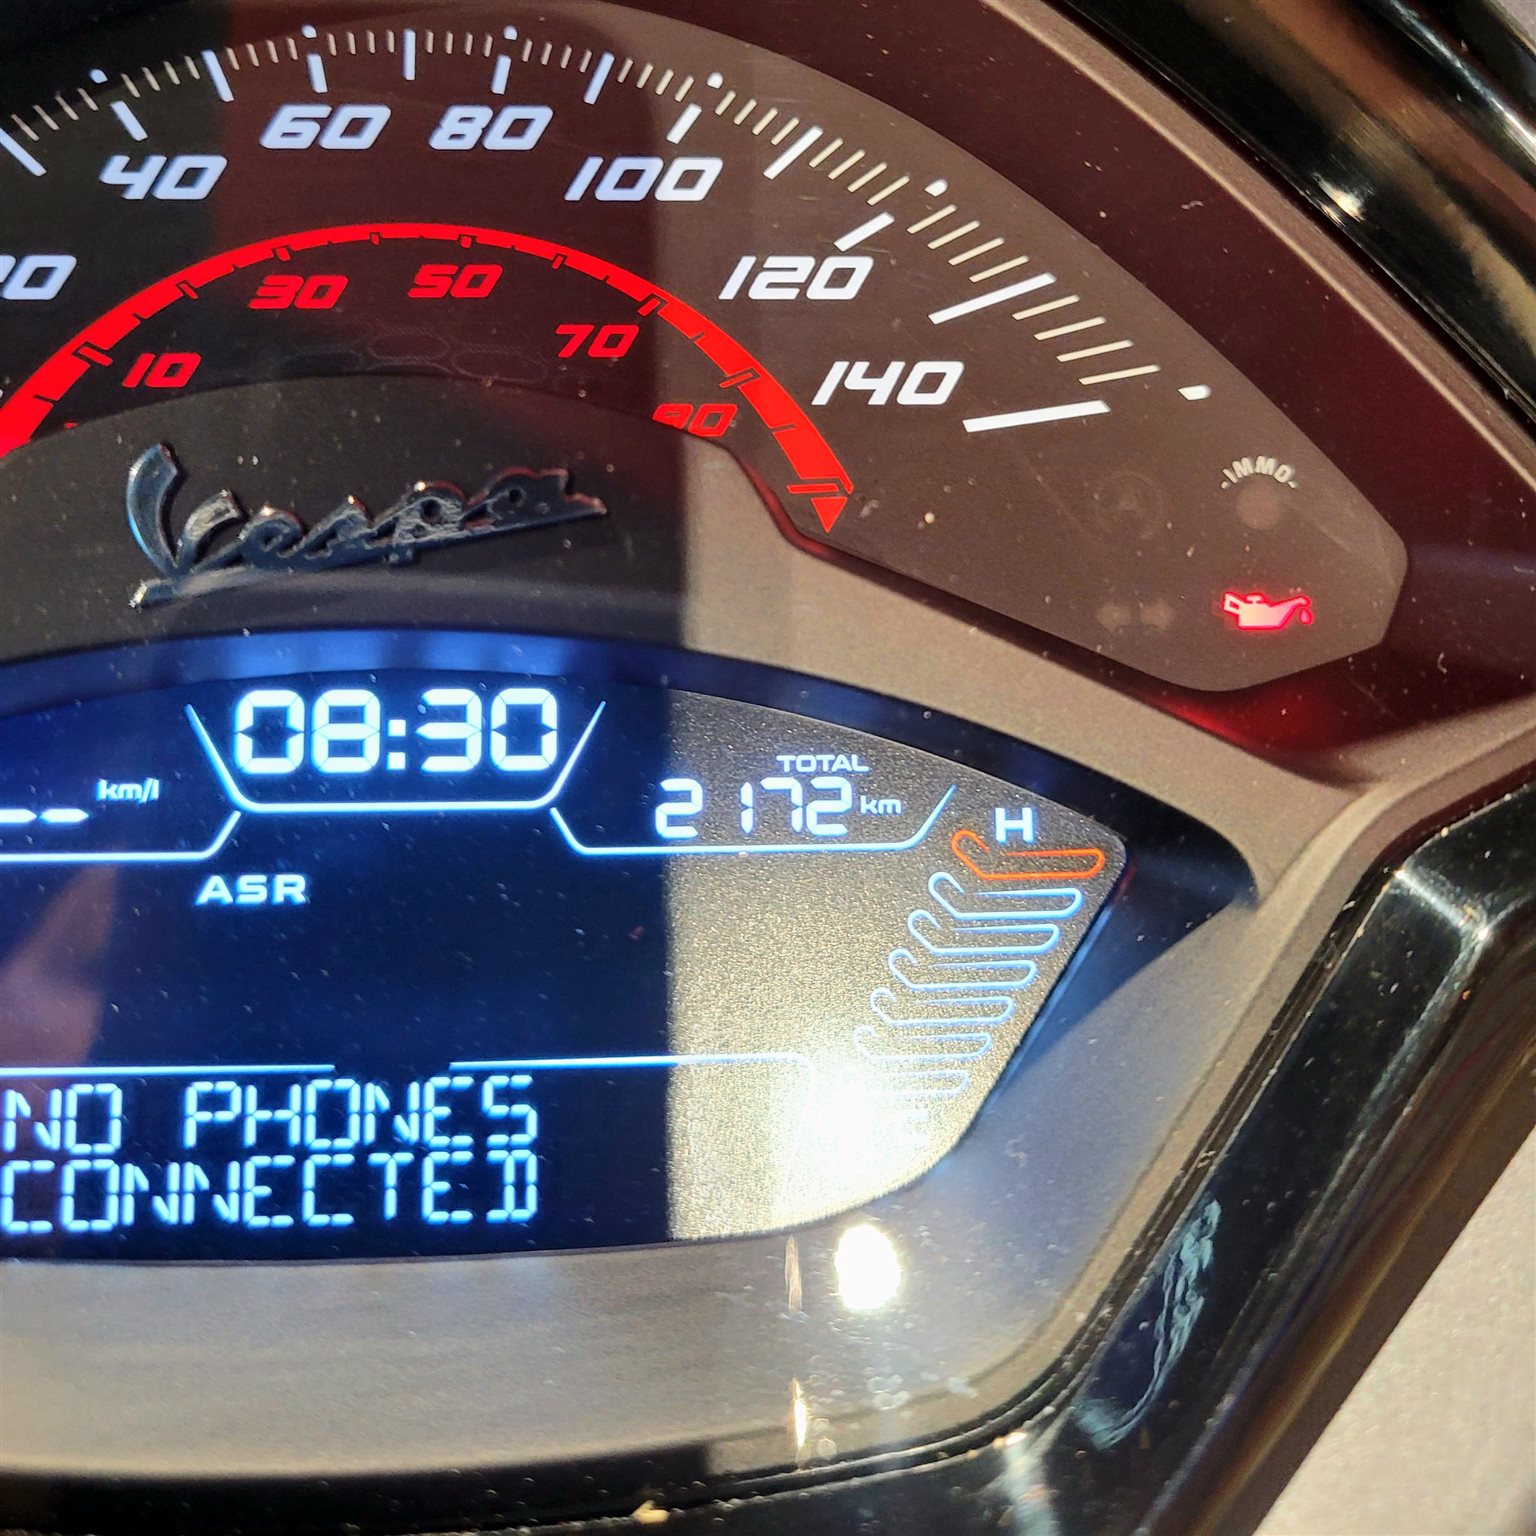 40
60
80
100
120
140
10
30
50
70
90
Vespa
IMMO
08:30
km/l
TOTAL
2172 km
H
ASR
NO PHONES
CONNECTED